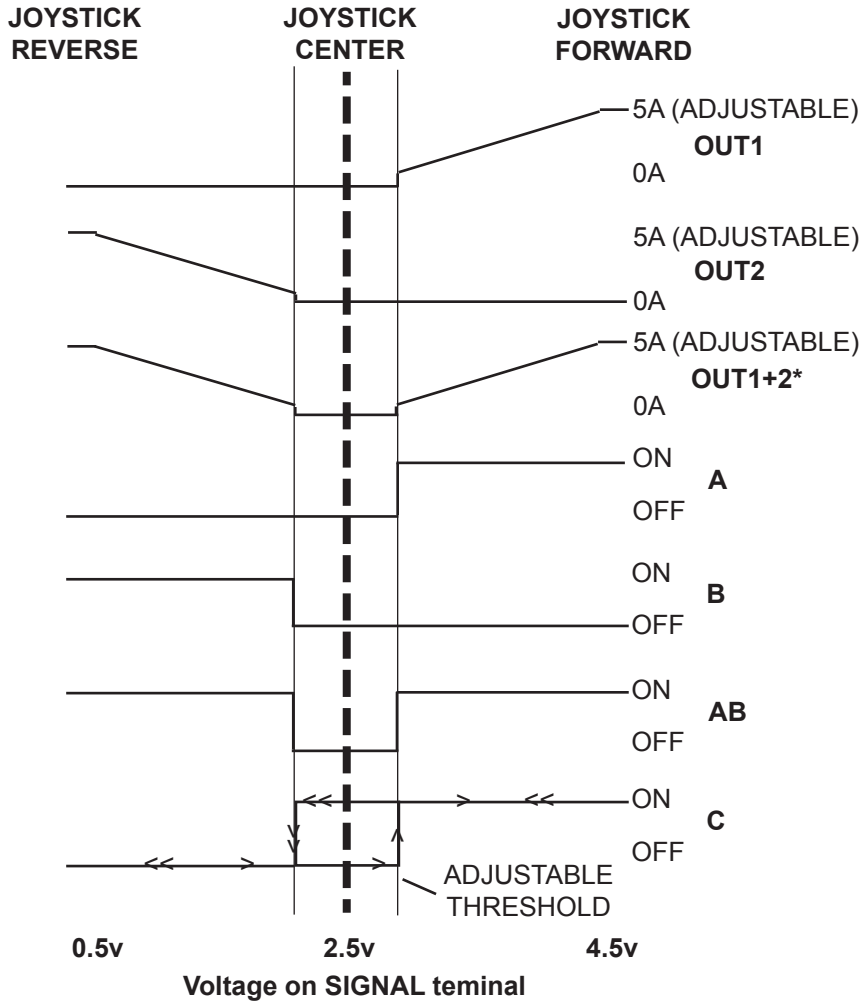 JOYSTICK REVERSE
JOYSTICK CENTER
JOYSTICK FORWARD
5A (ADJUSTABLE)
OUT1
0A
5A (ADJUSTABLE)
OUT2
0A
5A (ADJUSTABLE)
OUT1+2*
0A
ON
A
OFF
ON
B
OFF
ON
AB
OFF
ON
C
OFF
ADJUSTABLE
THRESHOLD
0.5v 2.5v 4.5v
Voltage on SIGNAL teminal